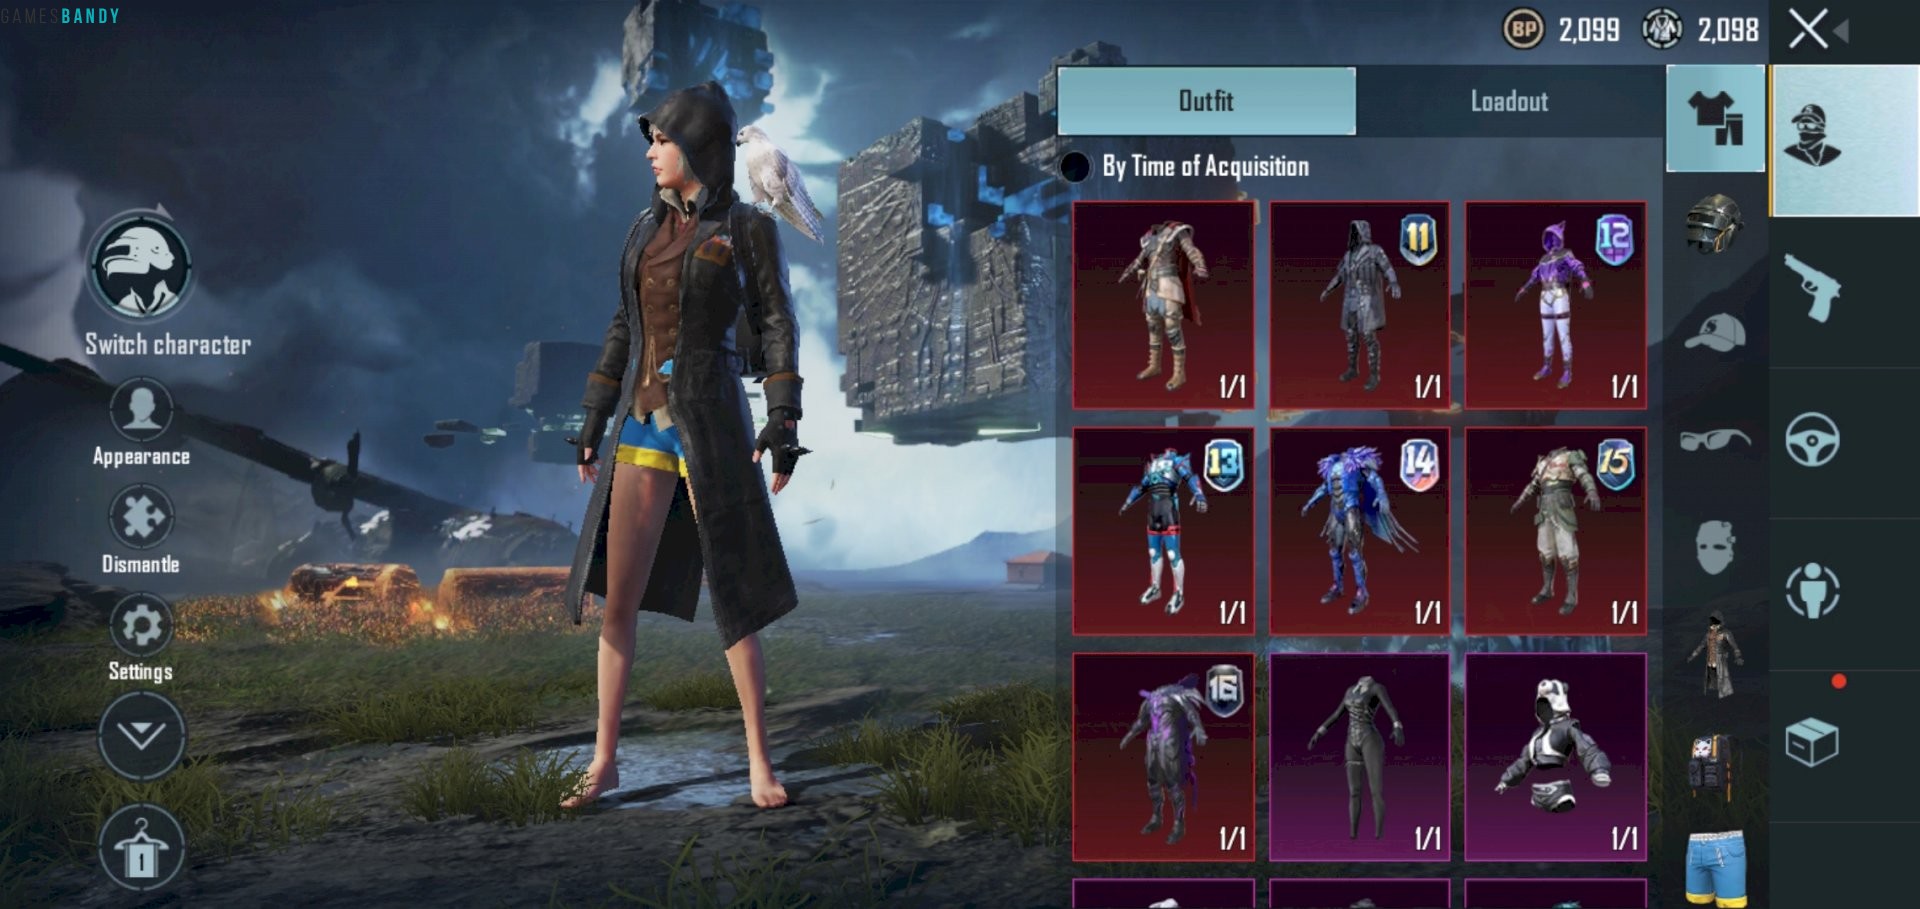 GAMESBANDY
BP 2,099 2,098
Outfit Loadout
By Time of Acquisition
11 12
1/1 1/1 1/1
13 14 15
1/1 1/1 1/1
16
1/1 1/1 1/1
Switch character
Appearance
Dismantle
Settings
1